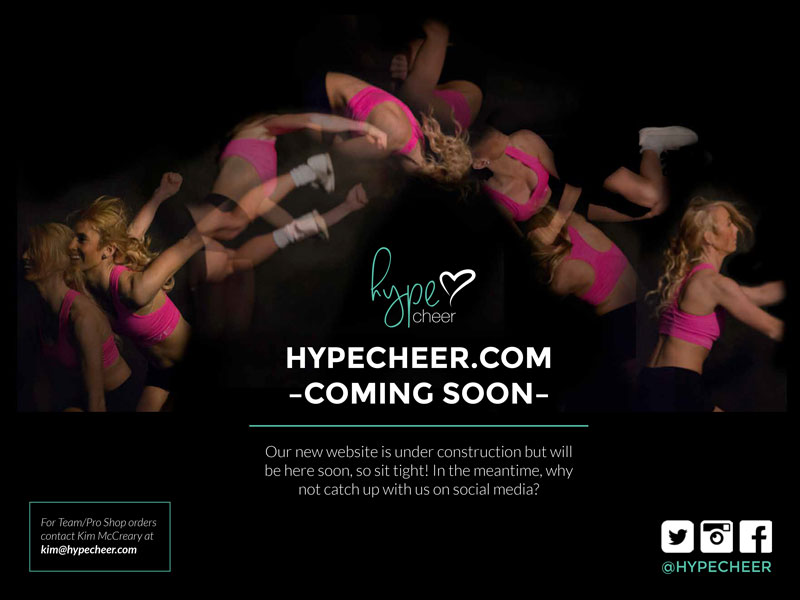 hype
cheer
HYPECHEER.COM
–COMING SOON–
Our new website is under construction but will
be here soon, so sit tight! In the meantime, why
not catch up with us on social media?
For Team/Pro Shop orders
contact Kim McCreary at
kim@hypecheer.com
@HYPECHEER